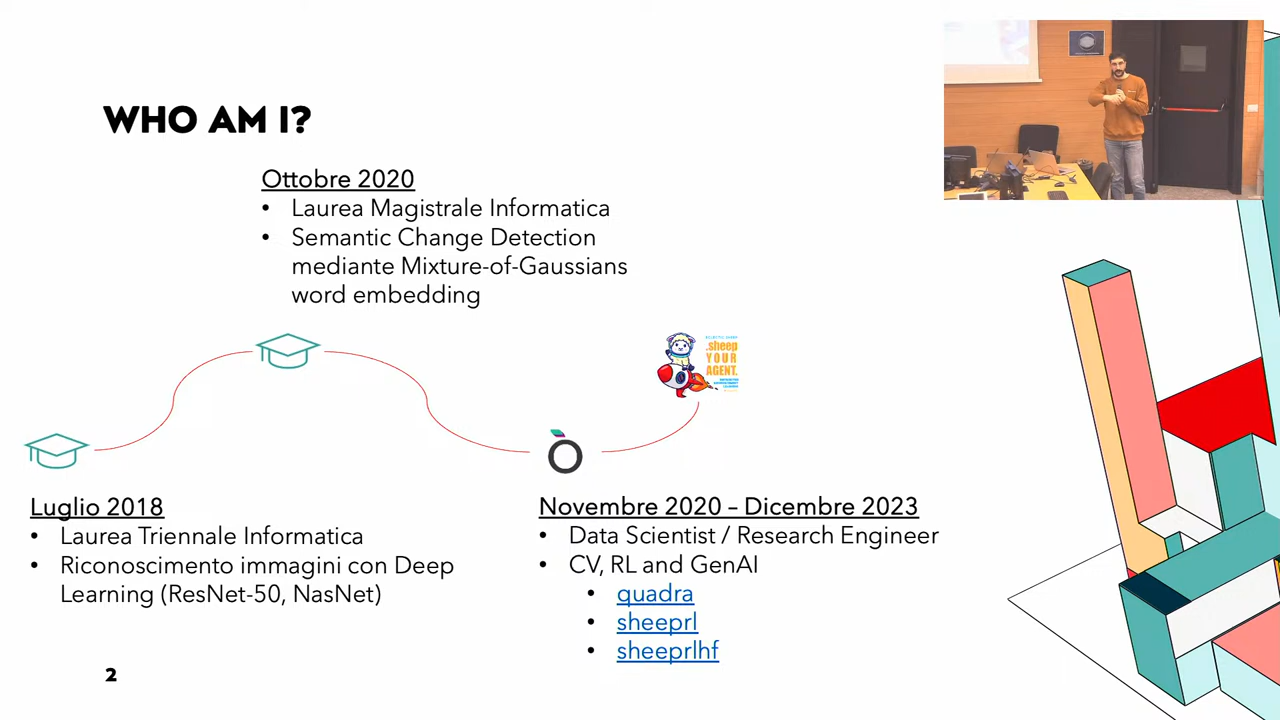 WHO AM I?
Ottobre 2020
• Laurea Magistrale Informatica
• Semantic Change Detection
mediante Mixture-of-Gaussians
word embedding
.sheep
YOUR
AGENT.
Luglio 2018
• Laurea Triennale Informatica
• Riconoscimento immagini con Deep
Learning (ResNet-50, NasNet)
Novembre 2020 – Dicembre 2023
• Data Scientist / Research Engineer
• CV, RL and GenAI
• quadra
• sheeprl
• sheeprlhf
2